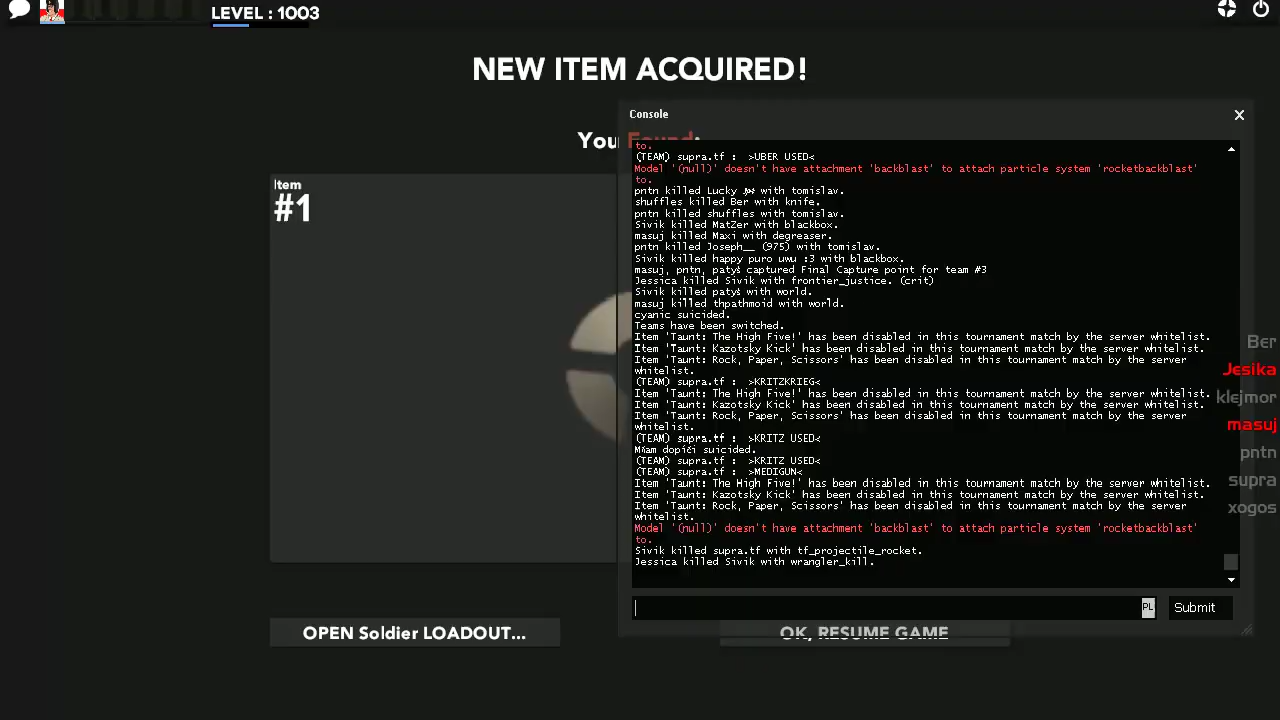 LEVEL : 1003
NEW ITEM ACQUIRED!
You Found:
Item
#1
Console
to.
(TEAM) supra.tf :  >UBER USED<
Model '(null)' doesn't have attachment 'backblast' to attach particle system 'rocketbackblast'
to.
pntn killed Lucky with tomislav.
shuffles killed Ber with knife.
pntn killed shuffles with tomislav.
Sivik killed MatZer with blackbox.
masuj killed Maxi with degreaser.
pntn killed Joseph__ (975) with tomislav.
Sivik killed happy puro uwu :3 with blackbox.
masuj, pntn, patyś captured Final Capture point for team #3
Jessica killed Sivik with frontier_justice. (crit)
Sivik killed patyś with world.
masuj killed thpathmoid with world.
cyanic suicided.
Teams have been switched.
Item 'Taunt: The High Five!' has been disabled in this tournament match by the server whitelist.
Item 'Taunt: Kazotsky Kick' has been disabled in this tournament match by the server whitelist.
Item 'Taunt: Rock, Paper, Scissors' has been disabled in this tournament match by the server
whitelist.
(TEAM) supra.tf :  >KRITZKRIEG<
Item 'Taunt: The High Five!' has been disabled in this tournament match by the server whitelist.
Item 'Taunt: Kazotsky Kick' has been disabled in this tournament match by the server whitelist.
Item 'Taunt: Rock, Paper, Scissors' has been disabled in this tournament match by the server
whitelist.
(TEAM) supra.tf :  >KRITZ USED<
dopíči suicided.
(TEAM) supra.tf :  >KRITZ USED<
(TEAM) supra.tf :  >MEDIGUN<
Item 'Taunt: The High Five!' has been disabled in this tournament match by the server whitelist.
Item 'Taunt: Kazotsky Kick' has been disabled in this tournament match by the server whitelist.
Item 'Taunt: Rock, Paper, Scissors' has been disabled in this tournament match by the server
whitelist.
Model '(null)' doesn't have attachment 'backblast' to attach particle system 'rocketbackblast'
to.
Sivik killed supra.tf with tf_projectile_rocket.
Jessica killed Sivik with wrangler_kill.
PL
Submit
Ber
Jesika
klejmor
masuj
pntn
supra
xogos
OPEN Soldier LOADOUT...
OK, RESUME GAME